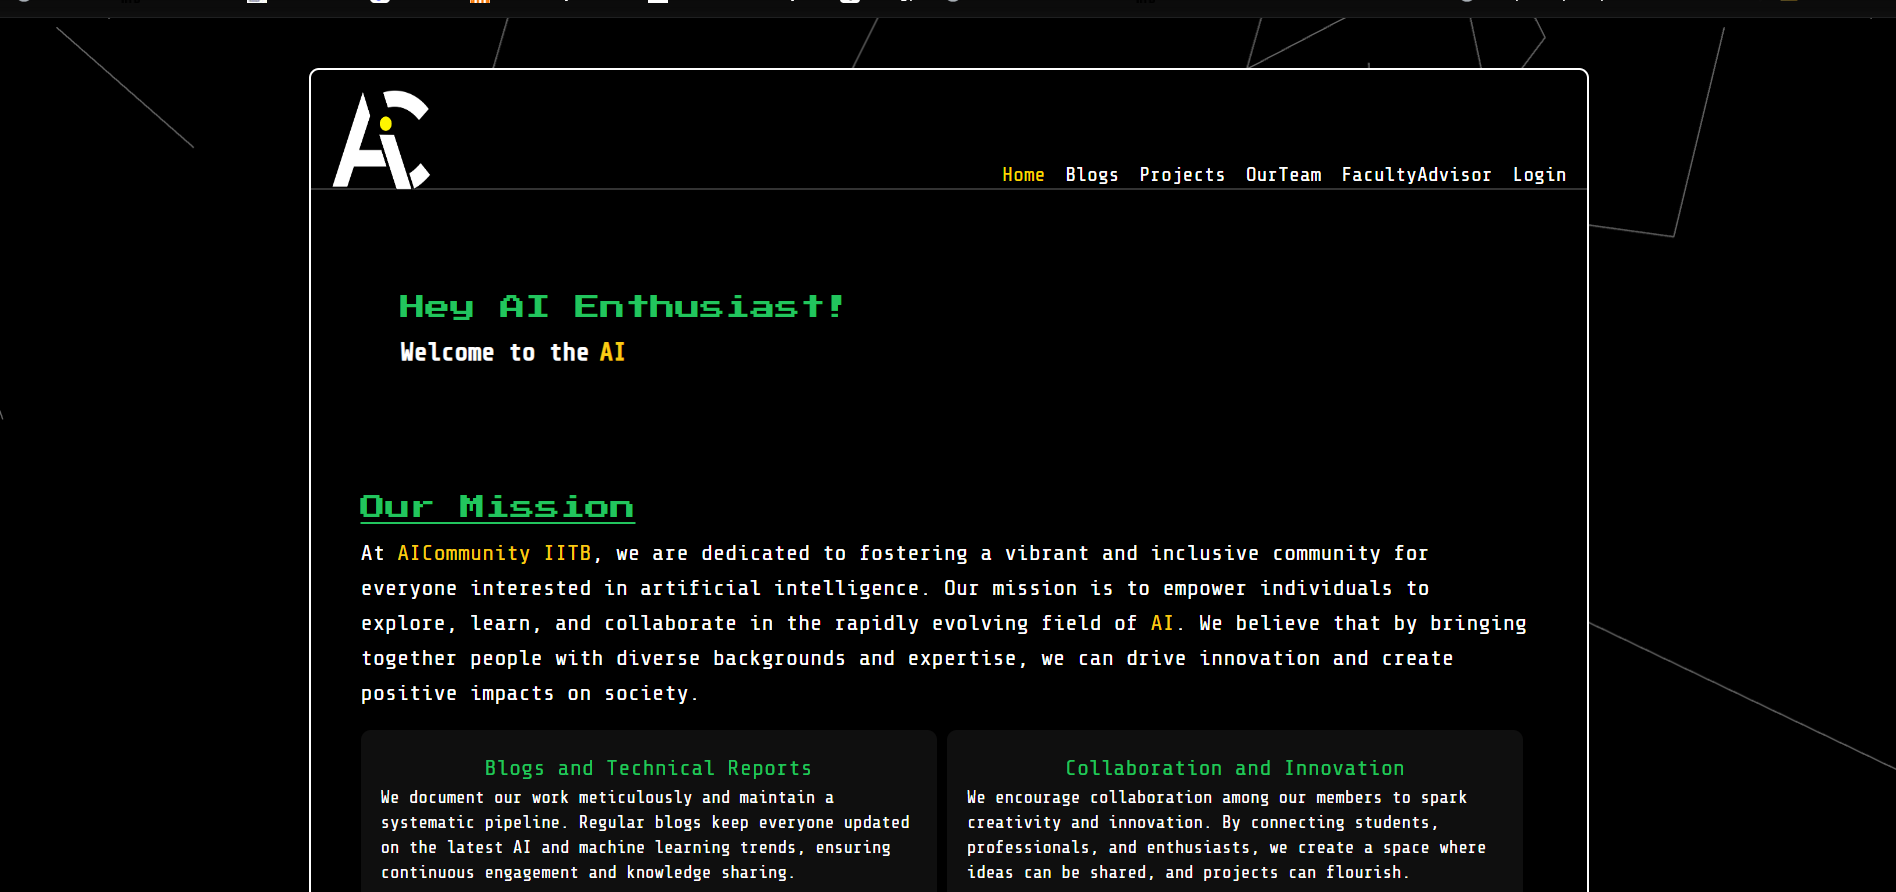 AiC
Home Blogs Projects OurTeam FacultyAdvisor Login
Hey AI Enthusiast!
Welcome to the AI
Our Mission
At AICommunity IITB, we are dedicated to fostering a vibrant and inclusive community for
everyone interested in artificial intelligence. Our mission is to empower individuals to
explore, learn, and collaborate in the rapidly evolving field of AI. We believe that by bringing
together people with diverse backgrounds and expertise, we can drive innovation and create
positive impacts on society.
Blogs and Technical Reports
We document our work meticulously and maintain a
systematic pipeline. Regular blogs keep everyone updated
on the latest AI and machine learning trends, ensuring
continuous engagement and knowledge sharing.
Collaboration and Innovation
We encourage collaboration among our members to spark
creativity and innovation. By connecting students,
professionals, and enthusiasts, we create a space where
ideas can be shared, and projects can flourish.